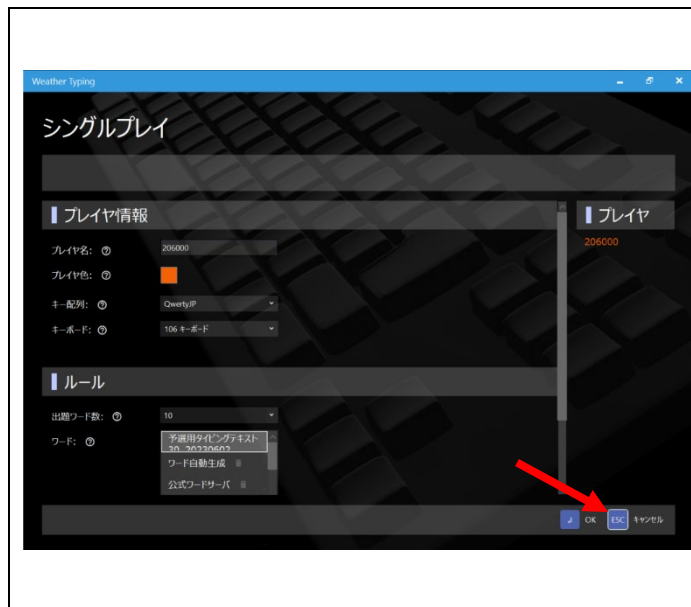 Weather Typing
シングルプレイ
プレイヤ情報
プレイヤ
プレイヤ名:
206000
206000
プレイヤ色:
キー配列:
QwertyJP
キーボード:
106 キーボード
ルール
出題ワード数:
10
ワード:
予選用タイピングテキスト
30_20230602
ワード自動生成
公式ワードサーバ
OK ESC キャンセル